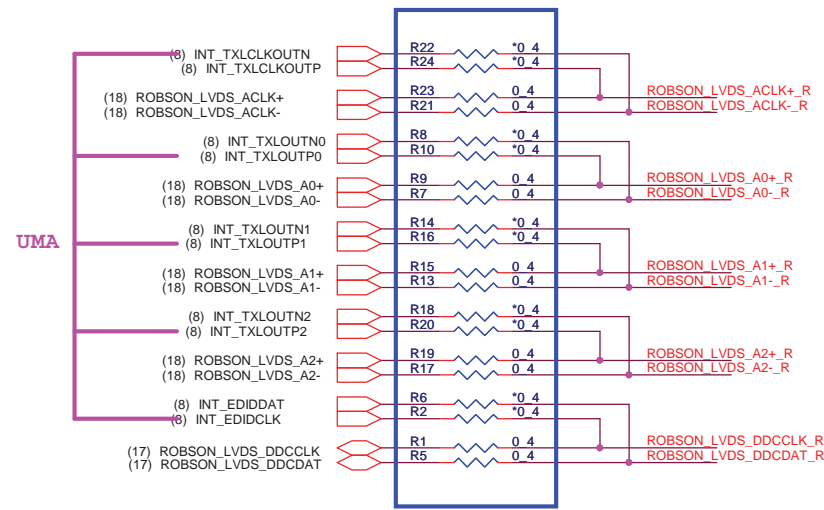 (8) INT_TXLCLKOUTN R22 *0_4
(8) INT_TXLCLKOUTP R24 *0_4
(18) ROBSON_LVDS_ACLK+ R23 0_4 ROBSON_LVDS_ACLK+_R
(18) ROBSON_LVDS_ACLK- R21 0_4 ROBSON_LVDS_ACLK-_R
(8) INT_TXLOUTN0 R8 *0_4
(8) INT_TXLOUTP0 R10 *0_4
(18) ROBSON_LVDS_A0+ R9 0_4 ROBSON_LVDS_A0+_R
(18) ROBSON_LVDS_A0- R7 0_4 ROBSON_LVDS_A0-_R
(8) INT_TXLOUTN1 R14 *0_4
UMA (8) INT_TXLOUTP1 R16 *0_4
(18) ROBSON_LVDS_A1+ R15 0_4 ROBSON_LVDS_A1+_R
(18) ROBSON_LVDS_A1- R13 0_4 ROBSON_LVDS_A1-_R
(8) INT_TXLOUTN2 R18 *0_4
(8) INT_TXLOUTP2 R20 *0_4
(18) ROBSON_LVDS_A2+ R19 0_4 ROBSON_LVDS_A2+_R
(18) ROBSON_LVDS_A2- R17 0_4 ROBSON_LVDS_A2-_R
(8) INT_EDIDDAT R6 *0_4
(8) INT_EDIDCLK R2 *0_4
(17) ROBSON_LVDS_DDCCLK R1 0_4 ROBSON_LVDS_DDCCLK_R
(17) ROBSON_LVDS_DDCDAT R5 0_4 ROBSON_LVDS_DDCDAT_R